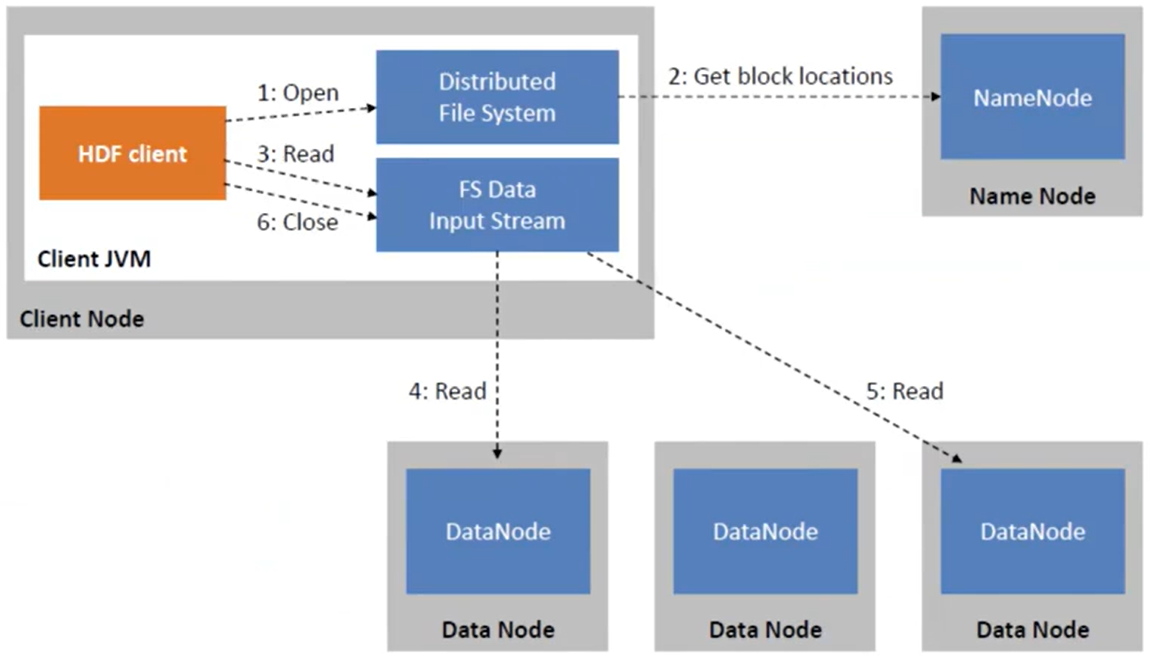 Distributed
File System
1: Open
2: Get block locations
NameNode
HDF client
3: Read
FS Data
Input Stream
6: Close
Name Node
Client JVM
Client Node
4: Read
5: Read
DataNode
DataNode
DataNode
Data Node
Data Node
Data Node